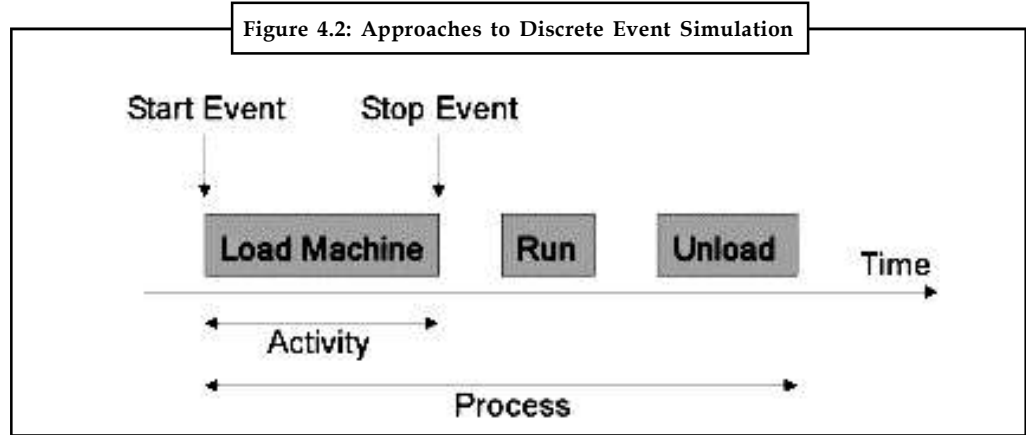 Figure 4.2: Approaches to Discrete Event Simulation
Start Event Stop Event
Load Machine Run Unload
Time
Activity
Process